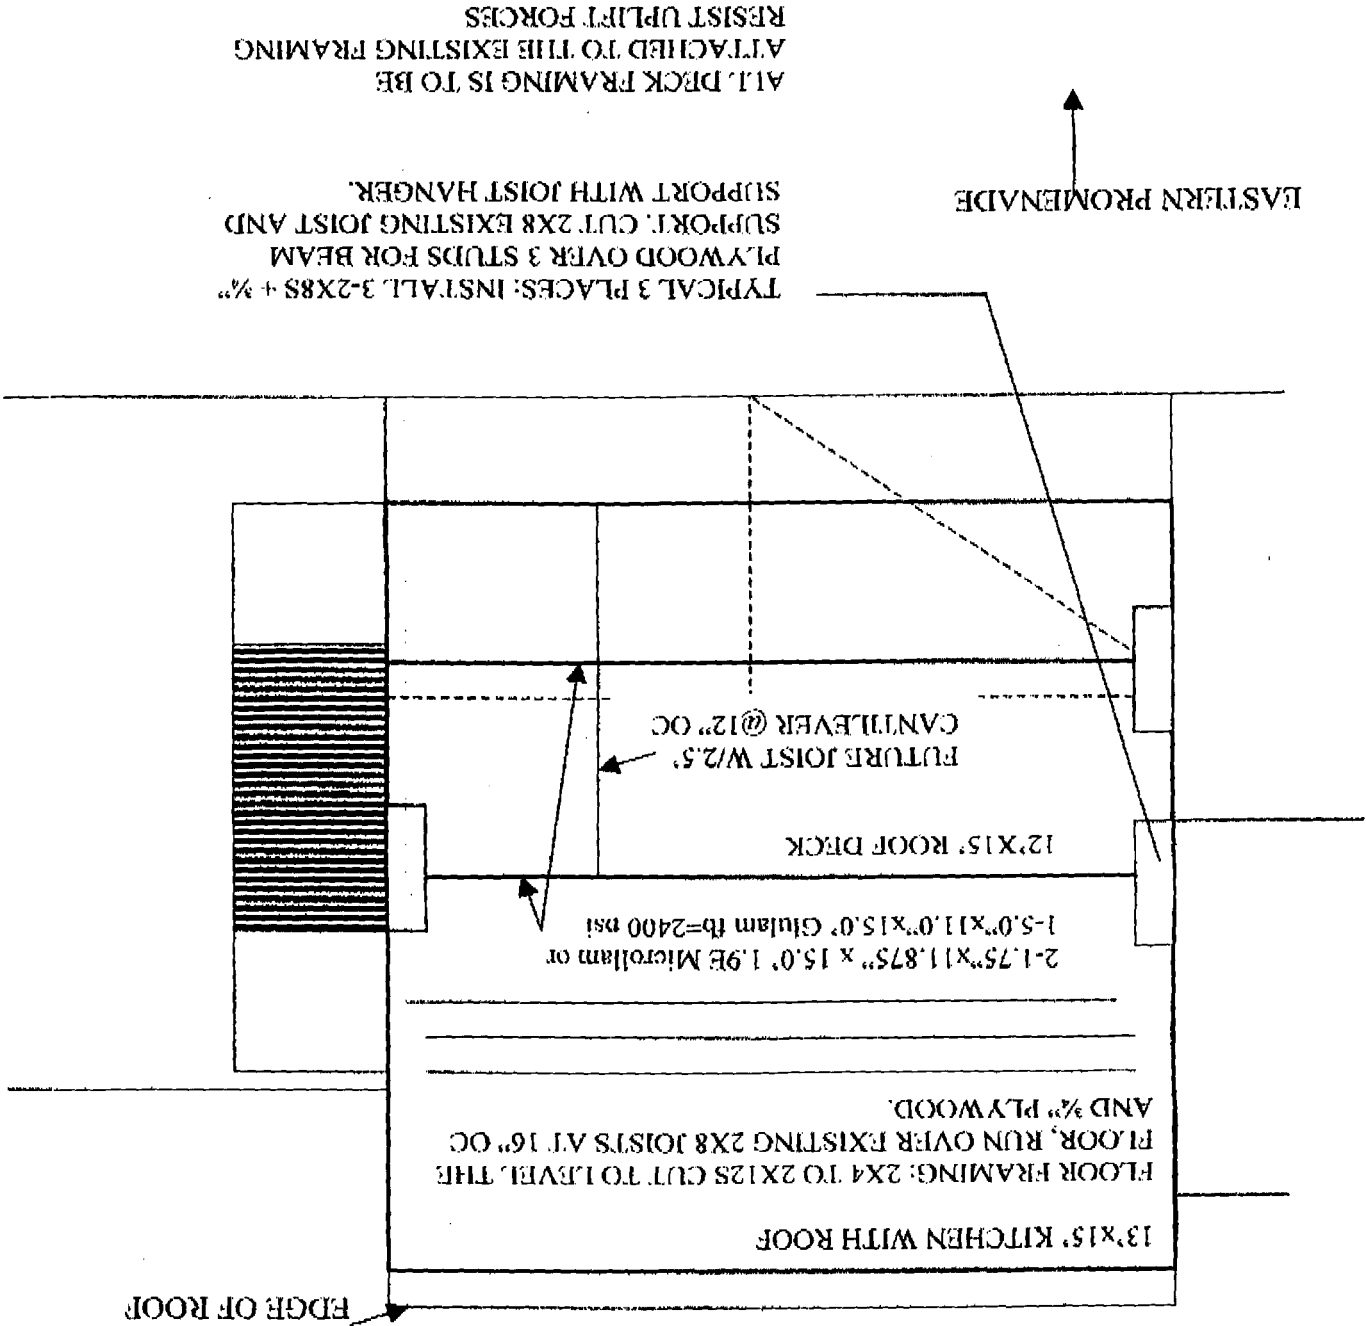 EDGE OF ROOF
13'x15' KITCHEN WITH ROOF
FLOOR FRAMING: 2X4 TO 2X12S CUT TO LEVEL THE
FLOOR, RUN OVER EXISTING 2X8 JOISTS AT 16" OC
AND ¾" PLYWOOD.
2-1.75"x11.875" x 15.0' 1.9E Microllam or
1-5.0"x11.0"x15.0' Glulam fb=2400 psi
12'X15' ROOF DECK
FUTURE JOIST W/2.5'
CANTILEVER @12" OC
TYPICAL 3 PLACES: INSTALL 3-2X8S + ¾"
PLYWOOD OVER 3 STUDS FOR BEAM
SUPPORT. CUT 2X8 EXISTING JOIST AND
SUPPORT WITH JOIST HANGER.
EASTERN PROMENADE
ALL DECK FRAMING IS TO BE
ATTACHED TO THE EXISTING FRAMING
RESIST UPLIFT FORCES